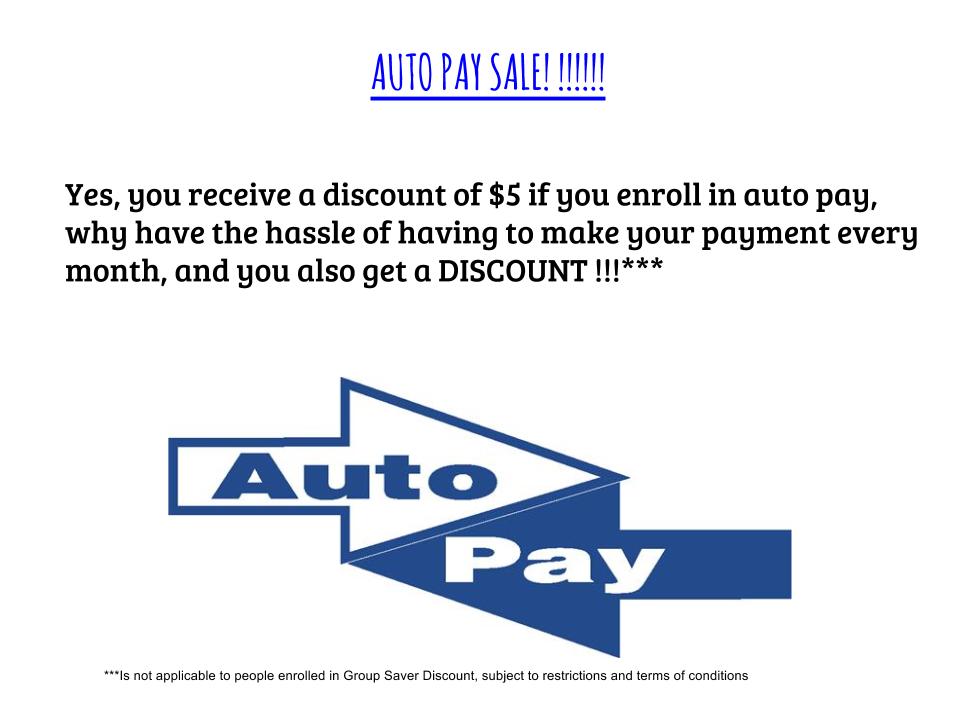 AUTO PAY SALE! !!!!!!
Yes, you receive a discount of $5 if you enroll in auto pay,
why have the hassle of having to make your payment every
month, and you also get a DISCOUNT !!!***
Auto
Pay
***Is not applicable to people enrolled in Group Saver Discount, subject to restrictions and terms of conditions